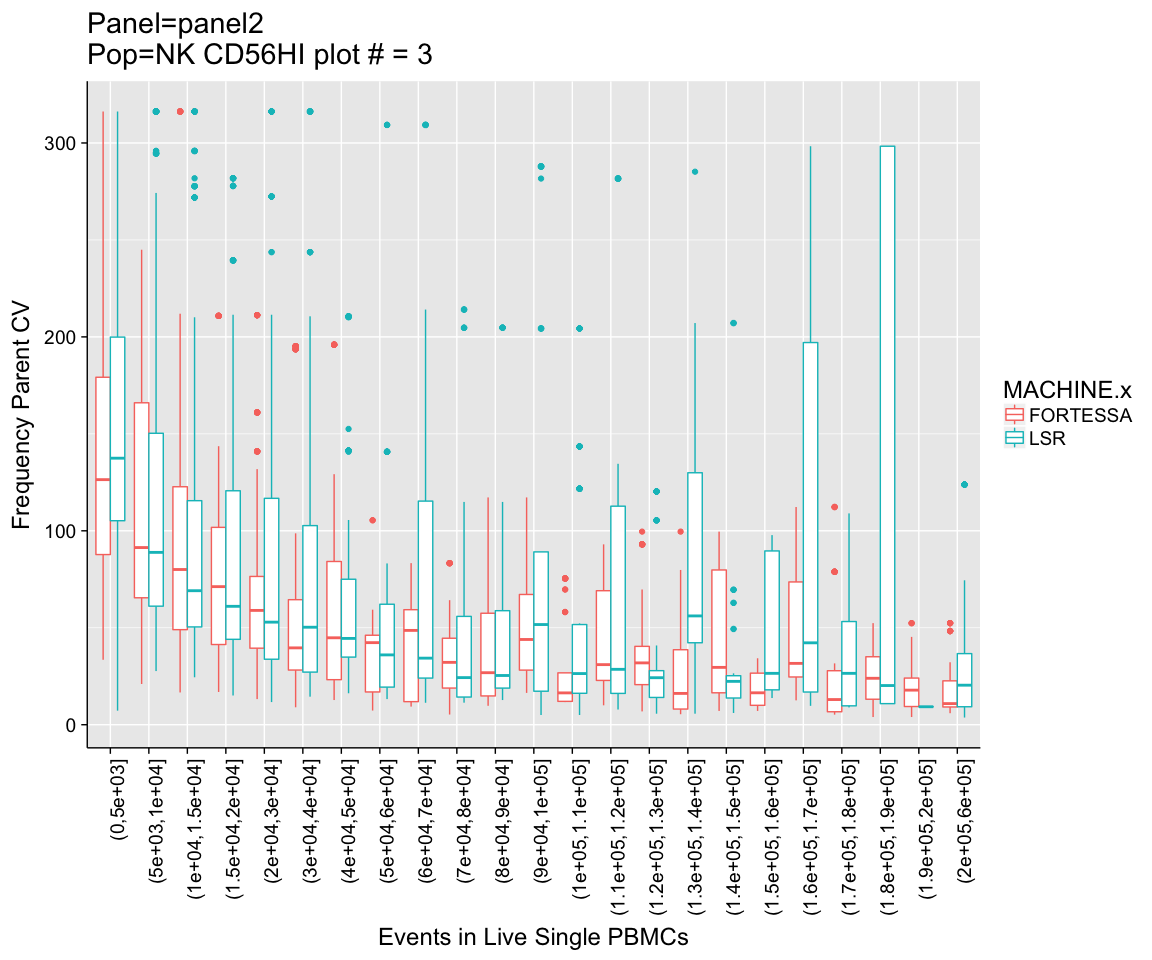 Panel=panel2
Pop=NK CD56HI plot # = 3
Frequency Parent CV
300
200
100
0
(0,5e+03]
(5e+03,1e+04]
(1e+04,1.5e+04]
(1.5e+04,2e+04]
(2e+04,3e+04]
(3e+04,4e+04]
(4e+04,5e+04]
(5e+04,6e+04]
(6e+04,7e+04]
(7e+04,8e+04]
(8e+04,9e+04]
(9e+04,1e+05]
(1e+05,1.1e+05]
(1.1e+05,1.2e+05]
(1.2e+05,1.3e+05]
(1.3e+05,1.4e+05]
(1.4e+05,1.5e+05]
(1.5e+05,1.6e+05]
(1.6e+05,1.7e+05]
(1.7e+05,1.8e+05]
(1.8e+05,1.9e+05]
(1.9e+05,2e+05]
(2e+05,6e+05]
Events in Live Single PBMCs
MACHINE.x
FORTESSA
LSR